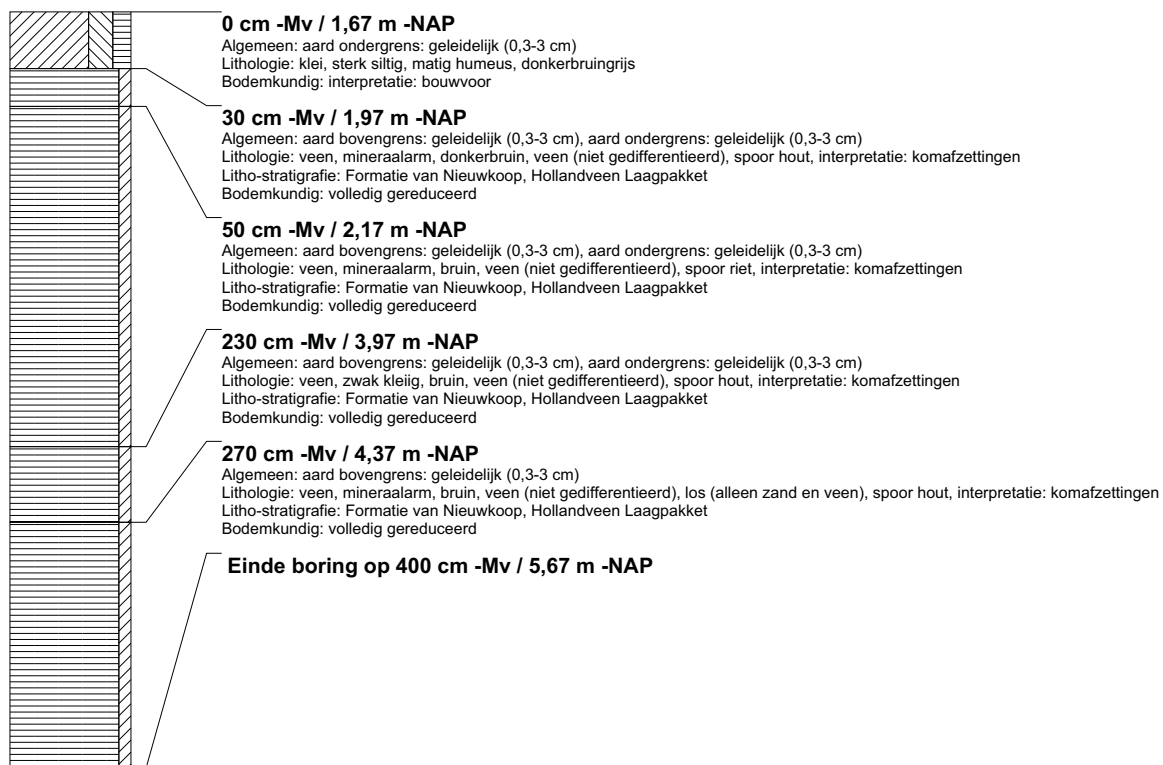 0 cm -Mv / 1,67 m -NAP
Algemeen: aard ondergrens: geleidelijk (0,3-3 cm)
Lithologie: klei, sterk siltig, matig humeus, donkerbruingrijs
Bodemkundig: interpretatie: bouwvoor
30 cm -Mv / 1,97 m -NAP
Algemeen: aard bovengrens: geleidelijk (0,3-3 cm), aard ondergrens: geleidelijk (0,3-3 cm)
Lithologie: veen, mineraalarm, donkerbruin, veen (niet gedifferentieerd), spoor hout, interpretatie: komafzettingen
Litho-stratigrafie: Formatie van Nieuwkoop, Hollandveen Laagpakket
Bodemkundig: volledig gereduceerd
50 cm -Mv / 2,17 m -NAP
Algemeen: aard bovengrens: geleidelijk (0,3-3 cm), aard ondergrens: geleidelijk (0,3-3 cm)
Lithologie: veen, mineraalarm, bruin, veen (niet gedifferentieerd), spoor riet, interpretatie: komafzettingen
Litho-stratigrafie: Formatie van Nieuwkoop, Hollandveen Laagpakket
Bodemkundig: volledig gereduceerd
230 cm -Mv / 3,97 m -NAP
Algemeen: aard bovengrens: geleidelijk (0,3-3 cm), aard ondergrens: geleidelijk (0,3-3 cm)
Lithologie: veen, zwak kleiig, bruin, veen (niet gedifferentieerd), spoor hout, interpretatie: komafzettingen
Litho-stratigrafie: Formatie van Nieuwkoop, Hollandveen Laagpakket
Bodemkundig: volledig gereduceerd
270 cm -Mv / 4,37 m -NAP
Algemeen: aard bovengrens: geleidelijk (0,3-3 cm)
Lithologie: veen, mineraalarm, bruin, veen (niet gedifferentieerd), los (alleen zand en veen), spoor hout, interpretatie: komafzettingen
Litho-stratigrafie: Formatie van Nieuwkoop, Hollandveen Laagpakket
Bodemkundig: volledig gereduceerd
Einde boring op 400 cm -Mv / 5,67 m -NAP